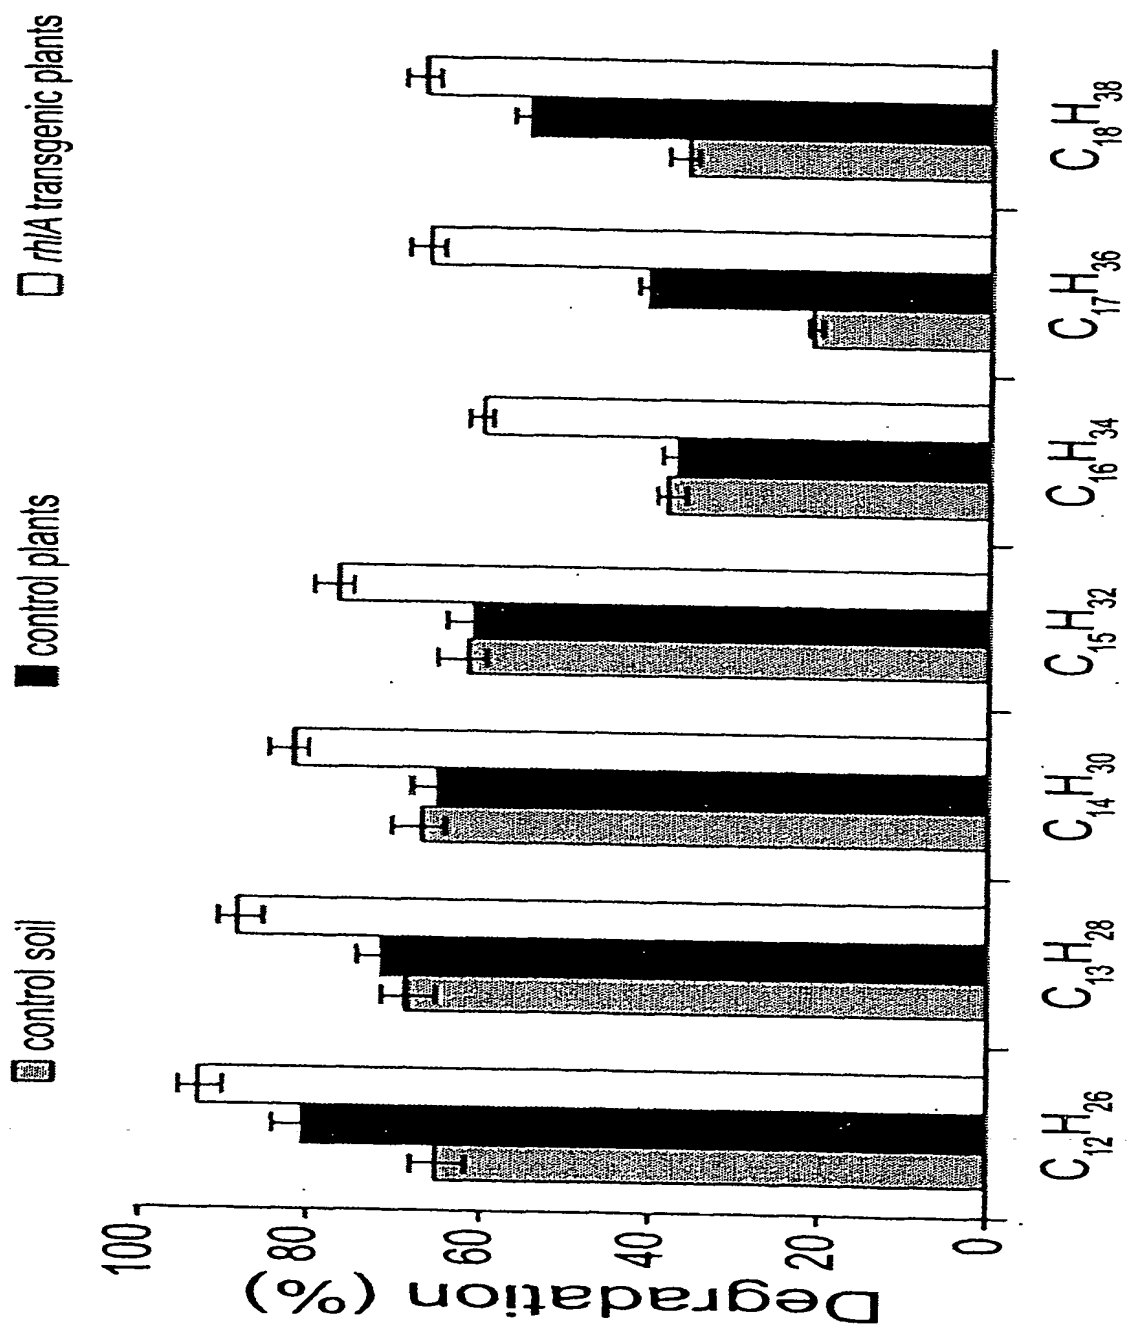 control soil
control plants
rhlA transgenic plants
Degradation (%)
100
80
60
40
20
0
C12H26
C13H28
C14H30
C15H32
C16H34
C17H36
C18H38